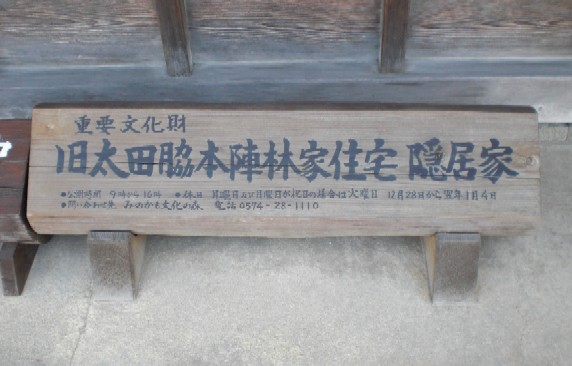 重要文化財
旧太田脇本陣林家住宅 隠居家
●公開時間 9時から16時 ●休日 月曜日 月曜日が祝日の場合は火曜日 12月28日から翌年1月4日
●問い合わせ先 みのかも文化の森 電話0574-28-1110